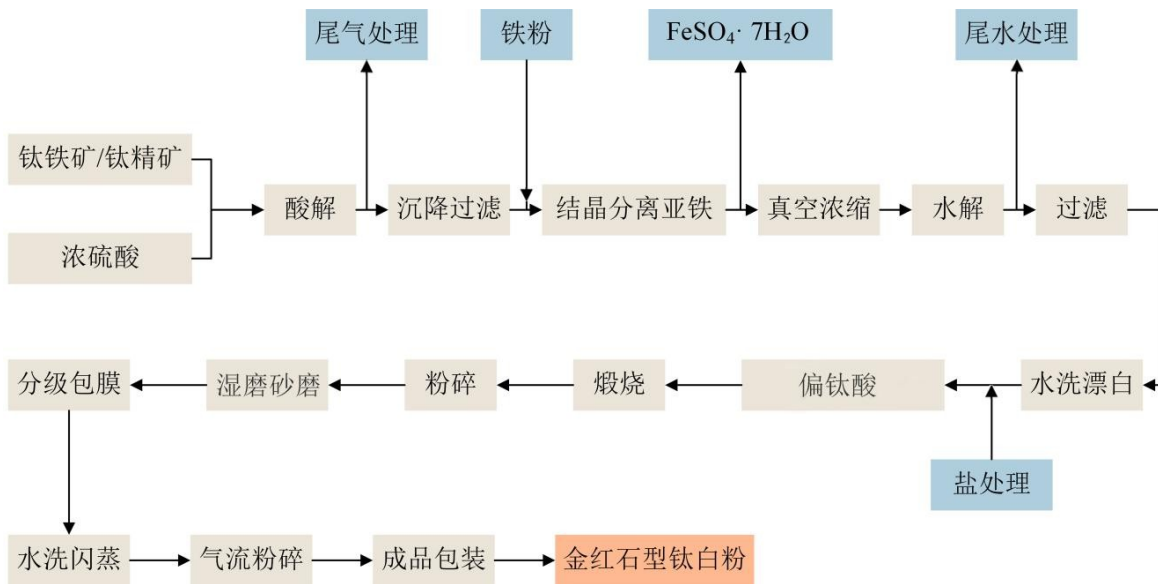 尾气处理
铁粉
FeSO₄· 7H₂O
尾水处理
钛铁矿/钛精矿
浓硫酸
酸解
沉降过滤
结晶分离亚铁
真空浓缩
水解
过滤
分级包膜
湿磨砂磨
粉碎
煅烧
偏钛酸
水洗漂白
盐处理
水洗闪蒸
气流粉碎
成品包装
金红石型钛白粉